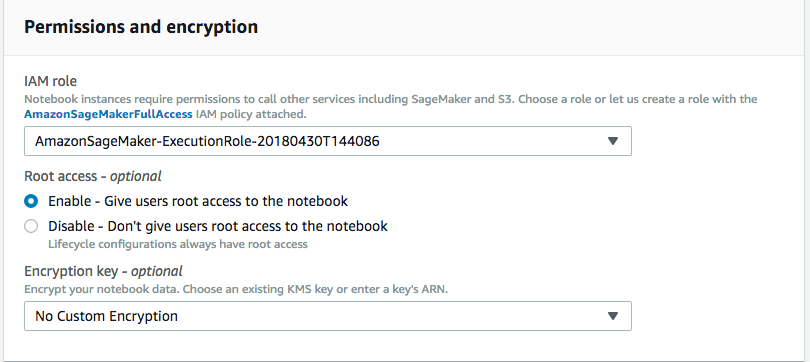 Permissions and encryption
IAM role
Notebook instances require permissions to call other services including SageMaker and S3. Choose a role or let us create a role with the
AmazonSageMakerFullAccess IAM policy attached.
AmazonSageMaker-ExecutionRole-20180430T144086
Root access - optional
Enable - Give users root access to the notebook
Disable - Don't give users root access to the notebook
Lifecycle configurations always have root access
Encryption key - optional
Encrypt your notebook data. Choose an existing KMS key or enter a key's ARN.
No Custom Encryption